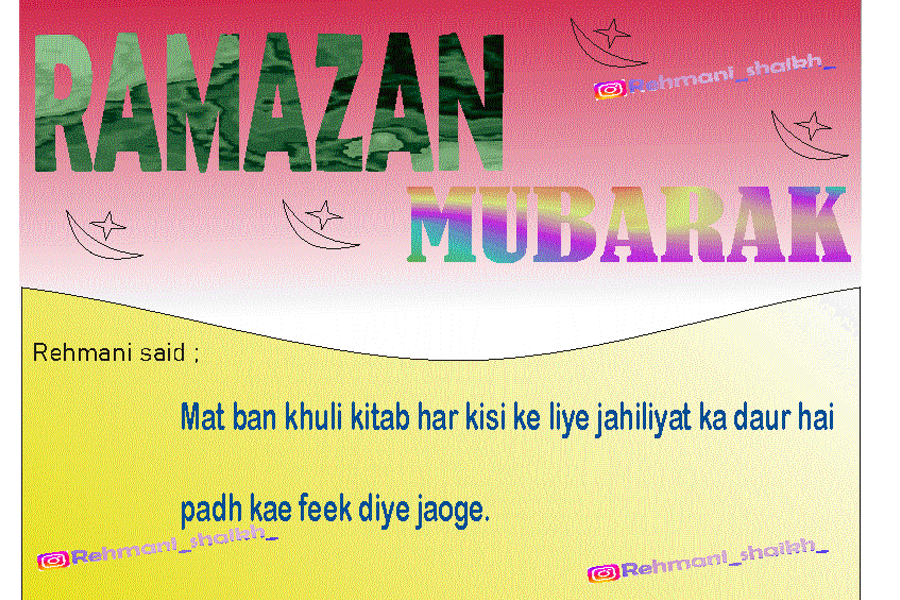 RAMAZAN
Rehmani_shaikh_
MUBARAK
Rehmani said ;
Mat ban khuli kitab har kisi ke liye jahiliyat ka daur hai
padh kae feek diye jaoge.
Rehmani_shaikh_
Rehmani_shaikh_